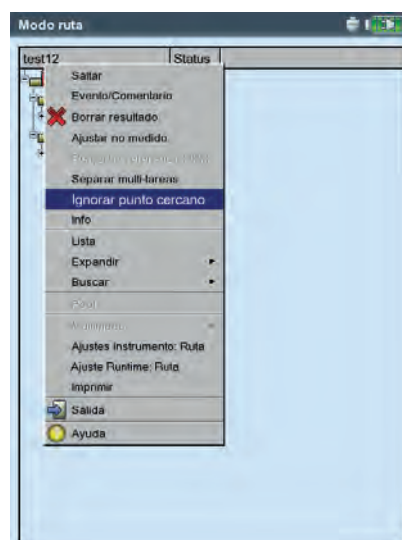 Modo ruta
test12 Status
Saltar
Evento/Comentario
Borrar resultado
Ajustar no medido
Separar multi-tareas
Ignorar punto cercano
Info
Lista
Expandir
Buscar
Ajustes Instrumento: Ruta
Ajuste Runtime: Ruta
Imprimir
Salida
Ayuda